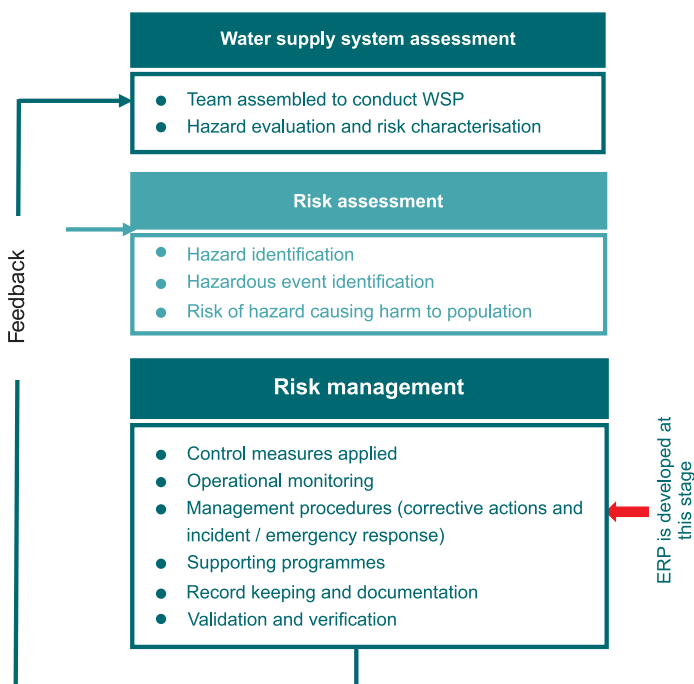 Water supply system assessment
Team assembled to conduct WSP
Hazard evaluation and risk characterisation
Risk assessment
Hazard identification
Hazardous event identification
Risk of hazard causing harm to population
Feedback
Risk management
Control measures applied
Operational monitoring
Management procedures (corrective actions and
incident / emergency response)
Supporting programmes
Record keeping and documentation
Validation and verification
ERP is developed at
this stage